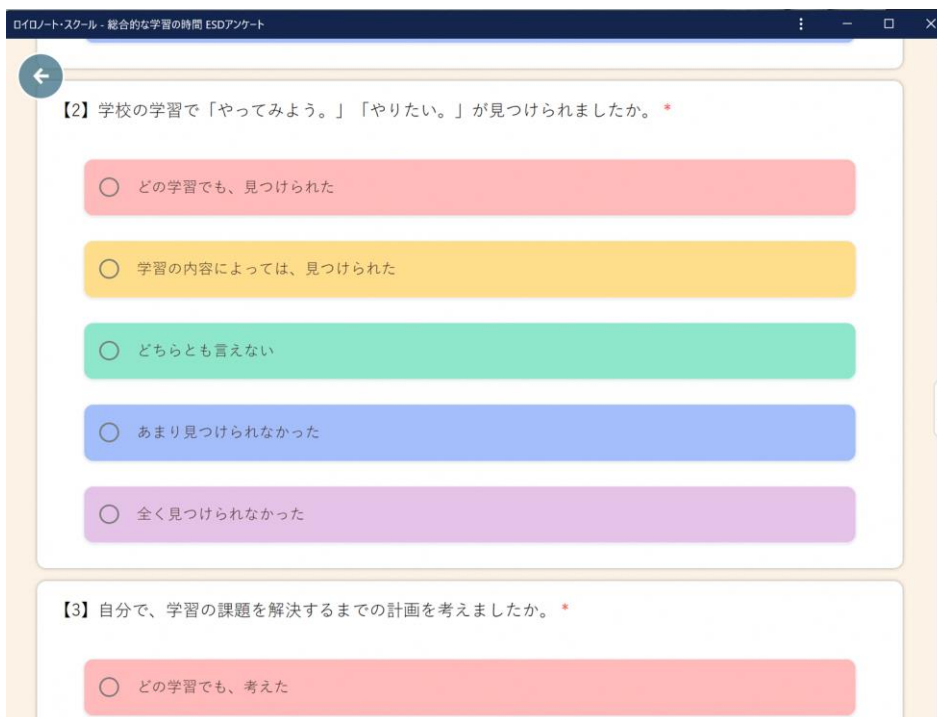 ロイロノート・スクール - 総合的な学習の時間 ESDアンケート
【2】学校の学習で「やってみよう。」「やりたい。」が見つけられましたか。 *
どの学習でも、見つけられた
学習の内容によっては、見つけられた
どちらとも言えない
あまり見つけられなかった
全く見つけられなかった
【3】自分で、学習の課題を解決するまでの計画を考えましたか。 *
どの学習でも、考えた